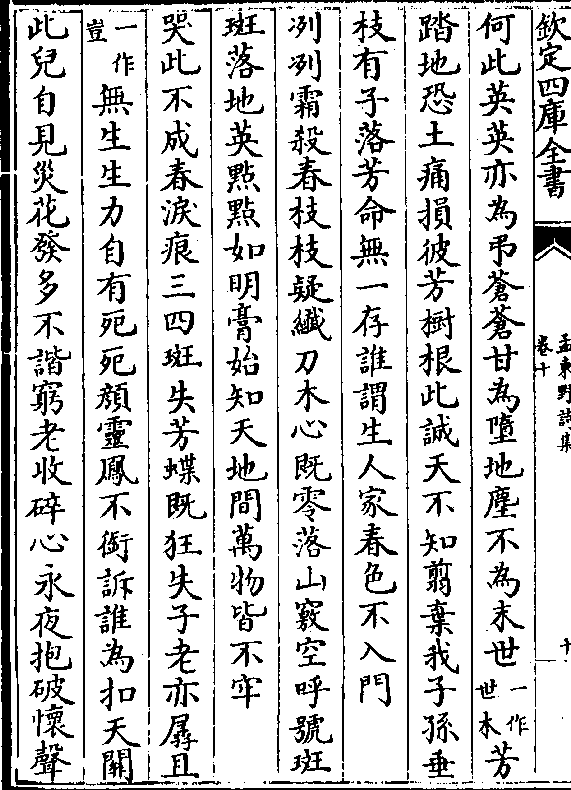 欽定四庫全書
孟東野詩集
卷十
十
何此英英亦為弔蒼蒼甘為墮地塵不為末世一作世末芳
踏地恐土痛損彼芳樹根此誠天不知翦棄我子孫垂
枝有子落芳命無一存誰謂生人家春色不入門
冽冽霜殺春枝枝疑纖刀木心既零落山竅空呼號斑
斑落地英㸃㸃如明膏始知天地間萬物皆不牢
哭此不成春淚痕三四斑失芳蝶既狂失子老亦孱且
一作豈無生生力自有死死顔靈鳳不銜訴誰為扣天關
此兒自見災花發多不諧窮老收碎心永夜抱破懷聲